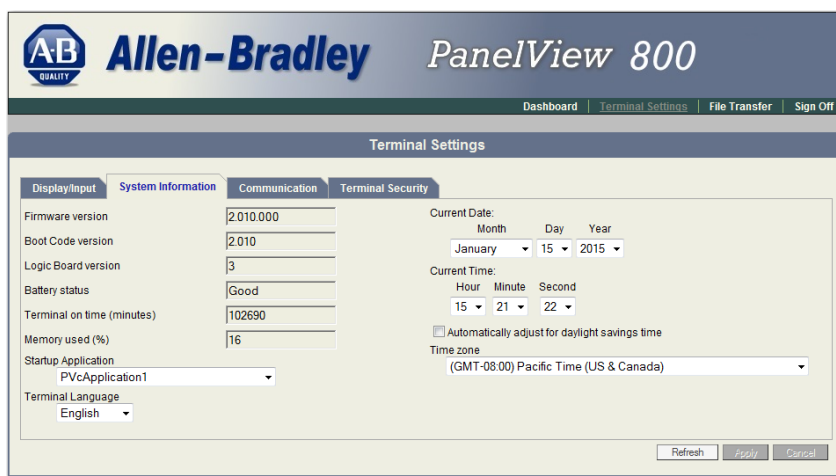 A·B
QUALITY
Allen-Bradley
PanelView 800
Dashboard | Terminal Settings | File Transfer | Sign Off
Terminal Settings
Display/Input System Information Communication Terminal Security
Firmware version 2.010.000
Boot Code version 2.010
Logic Board version 3
Battery status Good
Terminal on time (minutes) 102690
Memory used (%) 16
Startup Application
PVcApplication1
Terminal Language
English
Current Date:
Month Day Year
January 15 2015
Current Time:
Hour Minute Second
15 21 22
Automatically adjust for daylight savings time
Time zone
(GMT-08:00) Pacific Time (US & Canada)
Refresh Apply Cancel